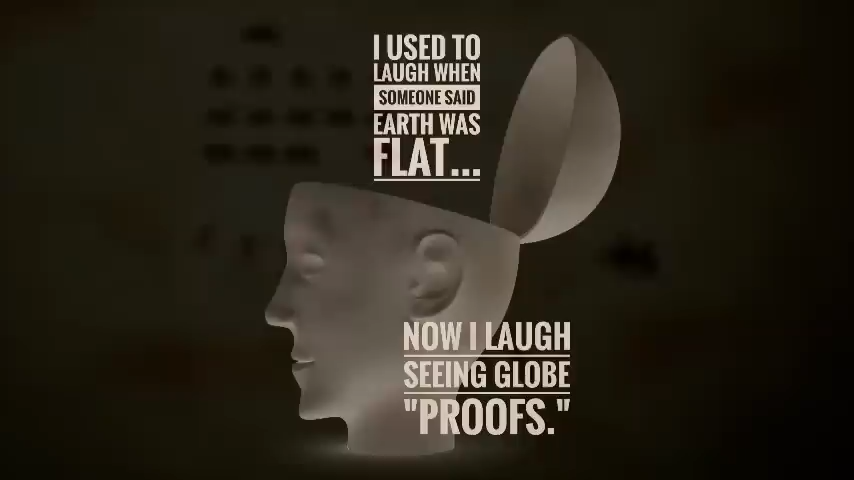 I USED TO
LAUGH WHEN
SOMEONE SAID
EARTH WAS
FLAT...
NOW I LAUGH
SEEING GLOBE
"PROOFS."